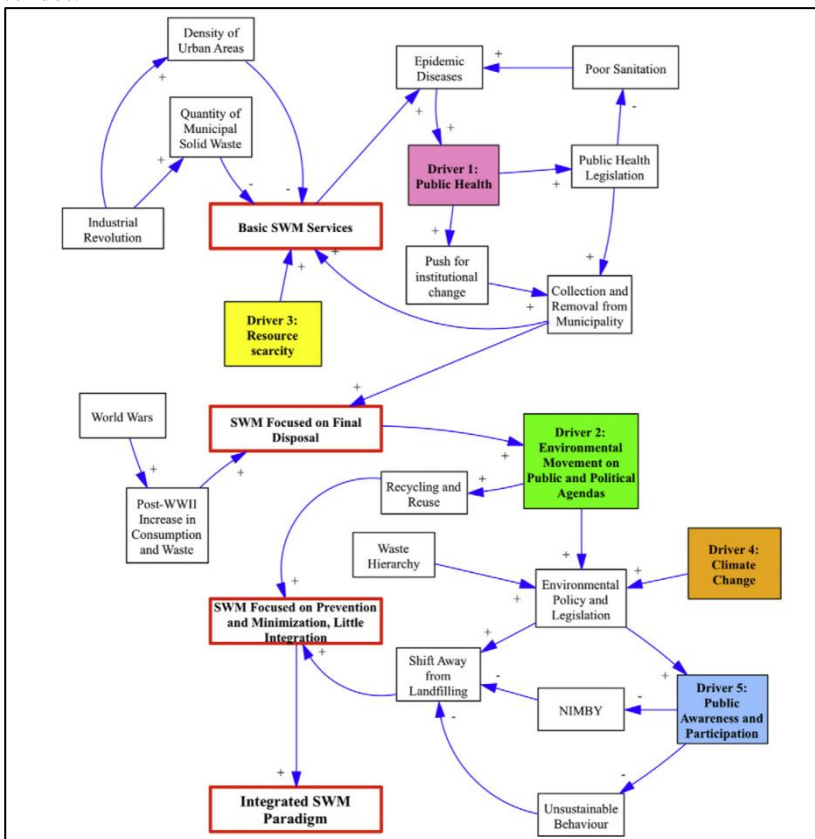 Density of
Urban Areas
Epidemic
Diseases
Poor Sanitation
+
+
Quantity of
Municipal
Solid Waste
+
+
-
+
Driver 1:
Public Health
Public Health
Legislation
+
-
-
+
Industrial
Revolution
Basic SWM Services
+
+
+
Push for
institutional
change
+
+
Collection and
Removal from
Municipality
Driver 3:
Resource
scarcity
+
World Wars
SWM Focused on Final
Disposal
Driver 2:
Environmental
Movement on
Public and Political
Agendas
+
+
+
+
Post-WWII
Increase in
Consumption
and Waste
Recycling and
Reuse
Waste
Hierarchy
+
Driver 4:
Climate
Change
+
+
Environmental
Policy and
Legislation
+
SWM Focused on Prevention
and Minimization, Little
Integration
+
+
Shift Away
from
Landfilling
+
-
NIMBY
-
Driver 5:
Public
Awareness and
Participation
-
-
+
Integrated SWM
Paradigm
Unsustainable
Behaviour